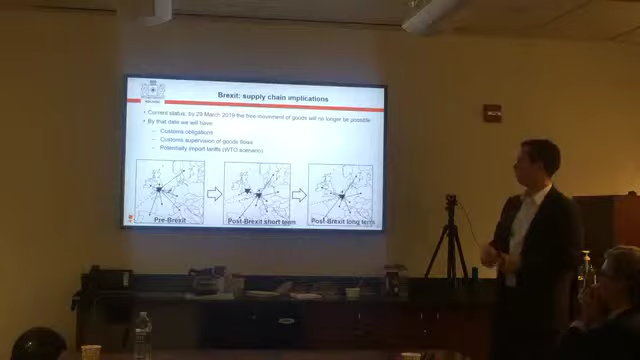 Brexit: supply chain implications
• Current status: by 29 March 2019 the free movement of goods will no longer be possible
• By that date we will have:
– Customs obligations
– Customs supervision of goods flows
– Potentially import tariffs (WTO scenario)
Pre-Brexit
Post-Brexit short term
Post-Brexit long term